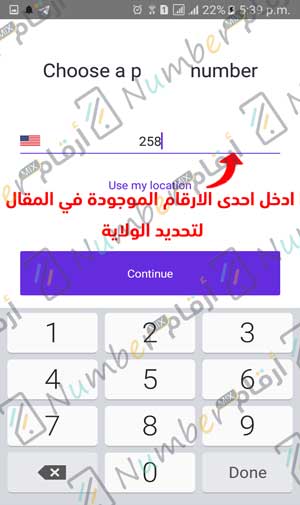 22% 5:39 p.m.
Choose a p number
258
Use my location
ادخل احدى الارقام الموجودة في المقال
لتحديد الولاية
Continue
1 2 3
4 5 6
7 8 9
0 Done
Number MIX أرقام